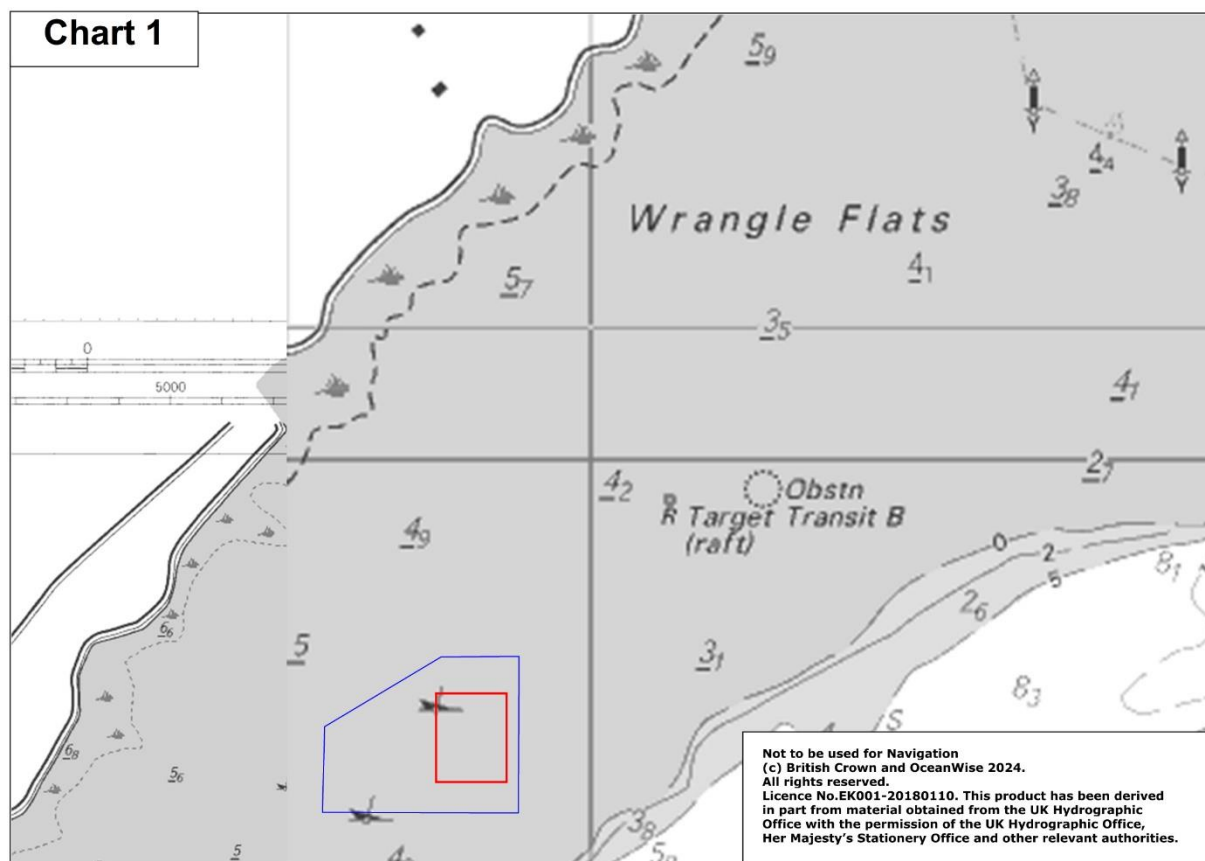 Chart 1
5₉
4₄
3₈
Wrangle Flats
5₇
4₁
3₅
0
5000
4₁
2₇
4₂
Obstn
R Target Transit B
(raft)
4₉
0
2
5
8₁
2₆
6₆
5
3₁
8₃
S
6₈
5₆
3₈
5
Not to be used for Navigation
(c) British Crown and OceanWise 2024.
All rights reserved.
Licence No.EK001-20180110. This product has been derived
in part from material obtained from the UK Hydrographic
Office with the permission of the UK Hydrographic Office,
Her Majesty's Stationery Office and other relevant authorities.